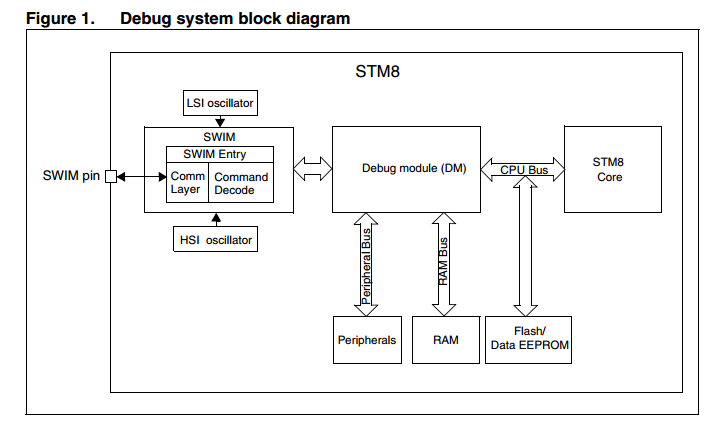 Figure 1. Debug system block diagram
STM8
LSI oscillator
SWIM
SWIM Entry
Comm
Layer
Command
Decode
SWIM pin
HSI oscillator
Debug module (DM)
CPU Bus
STM8
Core
Peripheral Bus
RAM Bus
Peripherals
RAM
Flash/
Data EEPROM